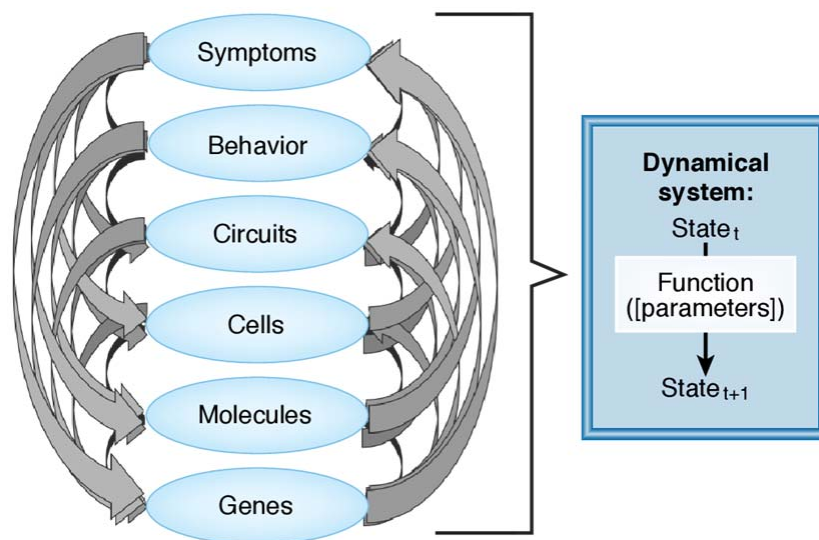 Symptoms
Behavior
Circuits
Cells
Molecules
Genes
Dynamical
system:
State t
Function
([parameters])
State t+1